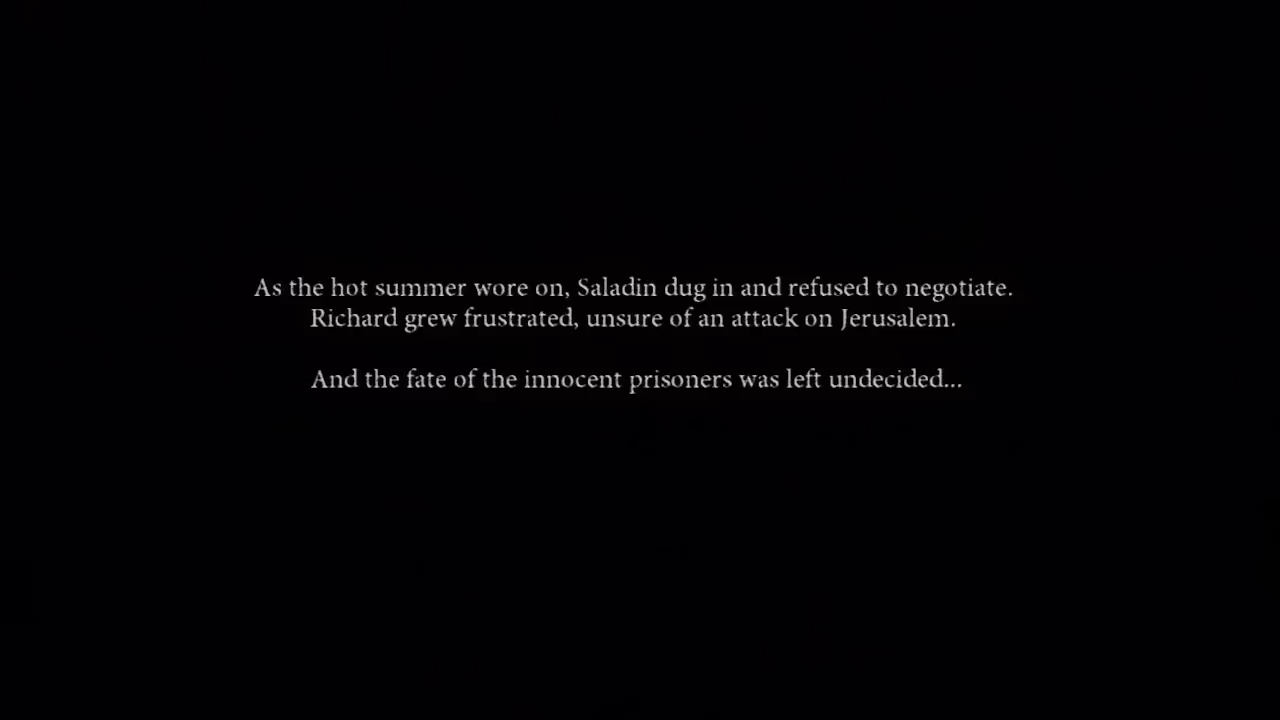 As the hot summer wore on, Saladin dug in and refused to negotiate.
Richard grew frustrated, unsure of an attack on Jerusalem.
And the fate of the innocent prisoners was left undecided...